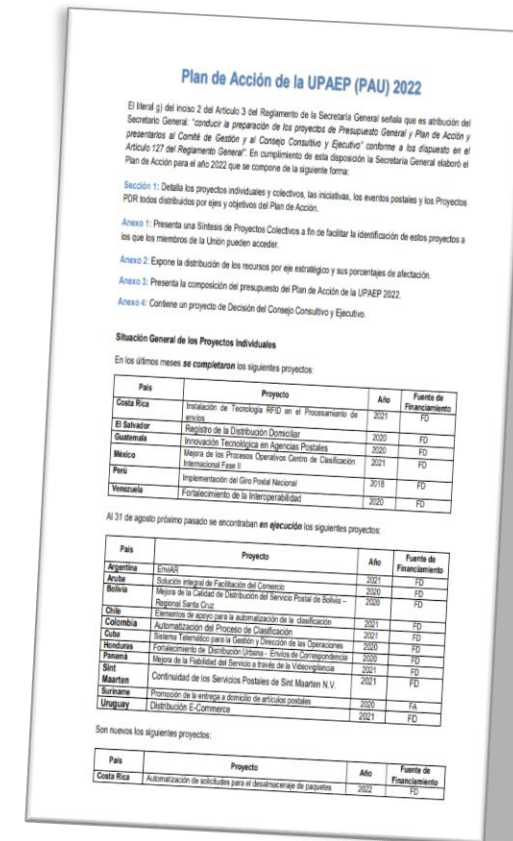 Plan de Acción de la UPAEP (PAU) 2022
El literal g) del inciso 2 del Artículo 3 del Reglamento de la Secretaría General señala que es atribución del
Secretario General: "conducir la preparación de los proyectos de Presupuesto General y Plan de Acción y
presentarlos al Comité de Gestión y al Consejo Consultivo y Ejecutivo" conforme a los dispuesto en el
Artículo 127 del Reglamento General". En cumplimiento de esta disposición la Secretaría General elaboró el
Plan de Acción para el año 2022 que se compone de la siguiente forma:
Sección 1: Detalla los proyectos individuales y colectivos, las iniciativas, los eventos postales y los Proyectos
PDR todos distribuidos por ejes y objetivos del Plan de Acción.
Anexo 1: Presenta una Síntesis de Proyectos Colectivos a fin de facilitar la identificación de estos proyectos a
los que los miembros de la Unión pueden acceder.
Anexo 2: Expone la distribución de los recursos por eje estratégico y sus porcentajes de afectación.
Anexo 3: Presenta la composición del presupuesto del Plan de Acción de la UPAEP 2022.
Anexo 4: Contiene un proyecto de Decisión del Consejo Consultivo y Ejecutivo.
Situación General de los Proyectos Individuales
En los últimos meses se completaron los siguientes proyectos:
País Proyecto Año Fuente de Financiamiento
Costa Rica Instalación de Tecnología RFID en el Procesamiento de envíos 2021 FD
El Salvador Registro de la Distribución Domiciliar 2020 FD
Guatemala Innovación Tecnológica en Agencias Postales 2020 FD
México Mejora de los Procesos Operativos Centro de Clasificación Internacional Fase II 2021 FD
Perú Implementación del Giro Postal Nacional 2018 FD
Venezuela Fortalecimiento de la Interoperabilidad 2020 FD
Al 31 de agosto próximo pasado se encontraban en ejecución los siguientes proyectos:
País Proyecto Año Fuente de Financiamiento
Argentina EnviAR 2021 FD
Aruba Solución integral de Facilitación del Comercio 2020 FD
Bolivia Mejora de la Calidad de Distribución del Servicio Postal de Bolivia – Regional Santa Cruz 2020 FD
Chile Elementos de apoyo para la automatización de la clasificación 2021 FD
Colombia Automatización del Proceso de Clasificación 2021 FD
Cuba Sistema Telemático para la Gestión y Dirección de las Operaciones 2020 FD
Honduras Fortalecimiento de Distribución Urbana - Envíos de Correspondencia 2020 FD
Panamá Mejora de la Fiabilidad del Servicio a través de la Videovigilancia 2021 FD
Sint Maarten Continuidad de los Servicios Postales de Sint Maarten N.V. 2021 FD
Suriname Promoción de la entrega a domicilio de artículos postales 2020 FA
Uruguay Distribución E-Commerce 2021 FD
Son nuevos los siguientes proyectos:
País Proyecto Año Fuente de Financiamiento
Costa Rica Automatización de solicitudes para el desalmacenaje de paquetes 2022 FD